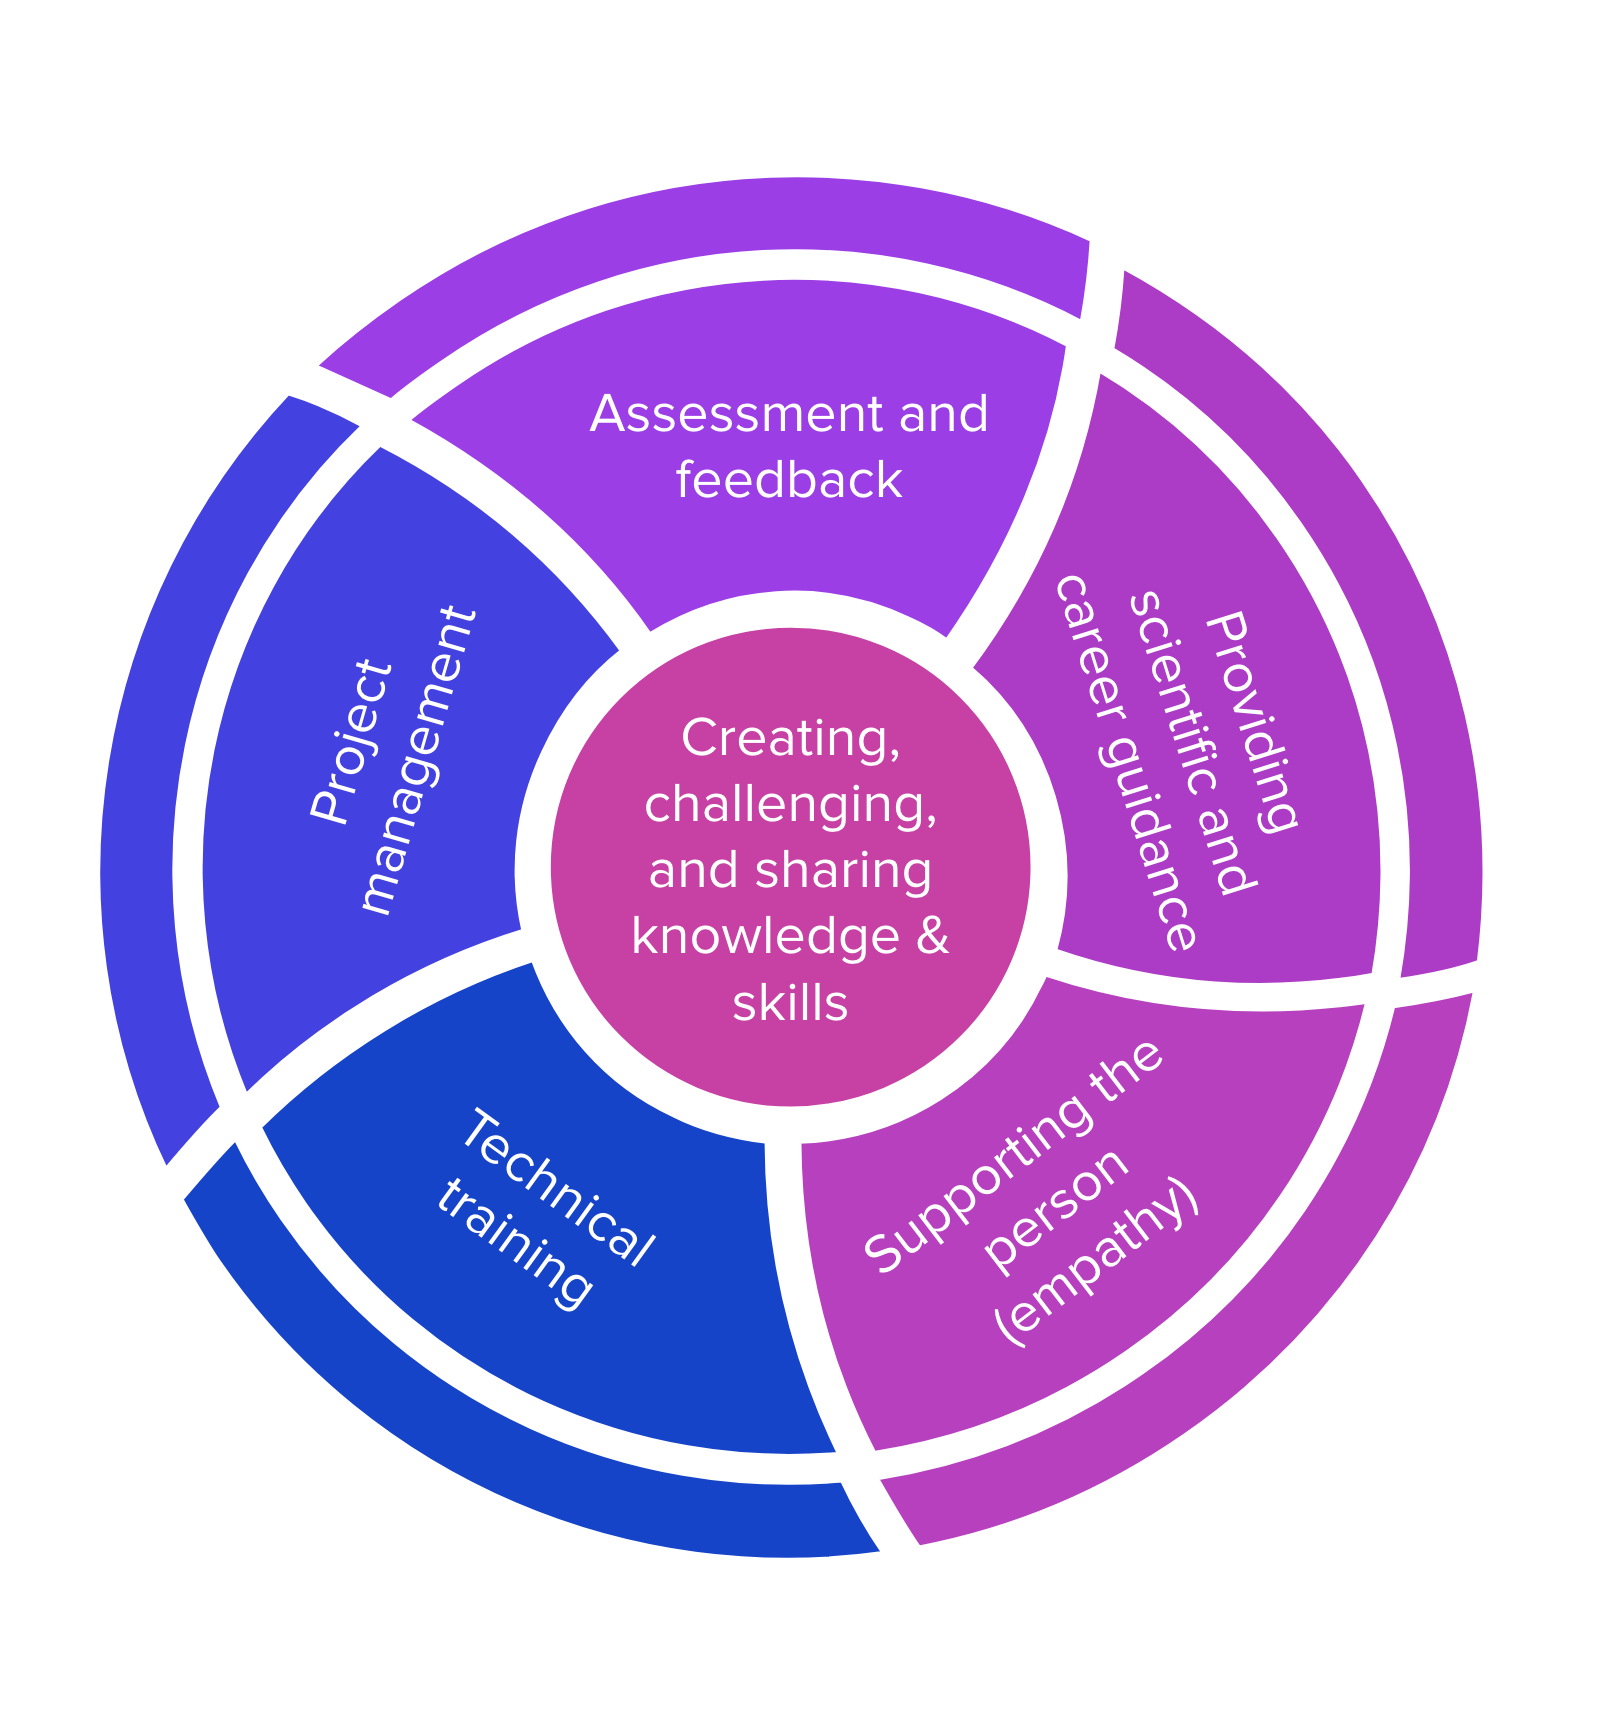 Assessment and
feedback
Providing
scientific and
career guidance
Supporting the
person
(empathy)
Technical
training
Project
management
Creating,
challenging,
and sharing
knowledge &
skills